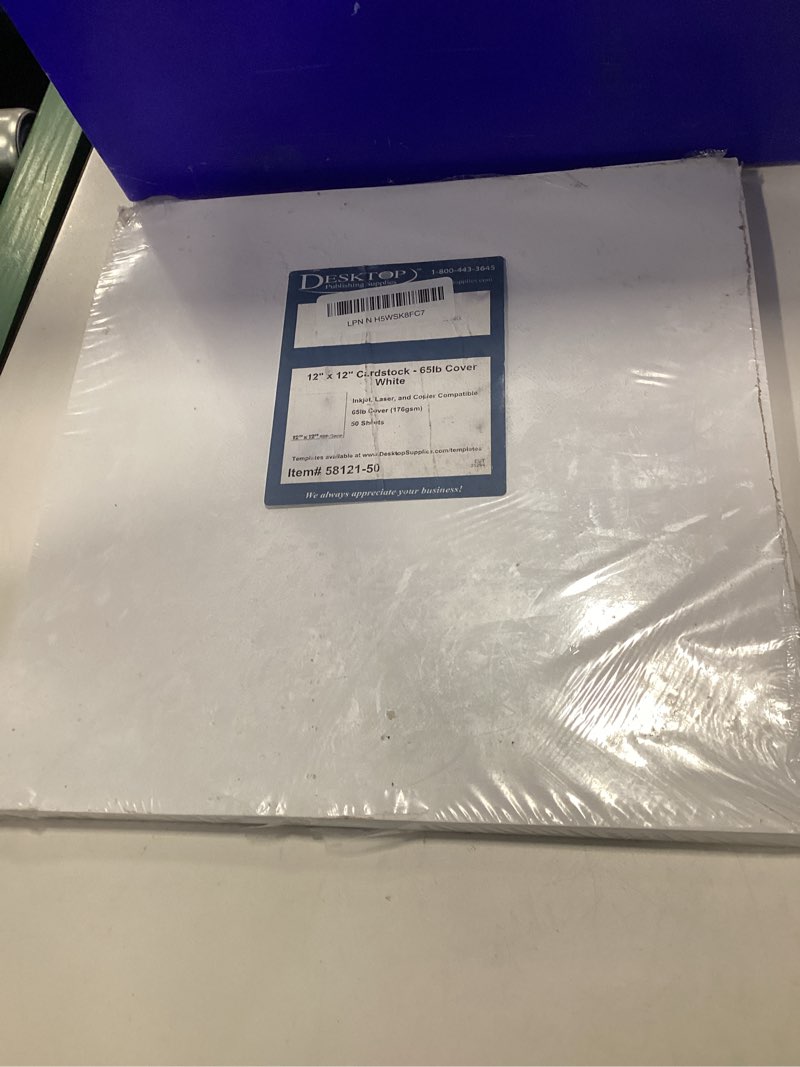 DESKTOP
Publishing Supplies
1-800-443-3645
LPN N H5WSK8FC7
12" x 12" Cardstock - 65lb Cover
White
Inkjet, Laser, and Copier Compatible
65lb Cover (176gsm)
50 Sheets
12" x 12"
Templates available at www.DesktopSupplies.com/templates
Item# 58121-50
We always appreciate your business!